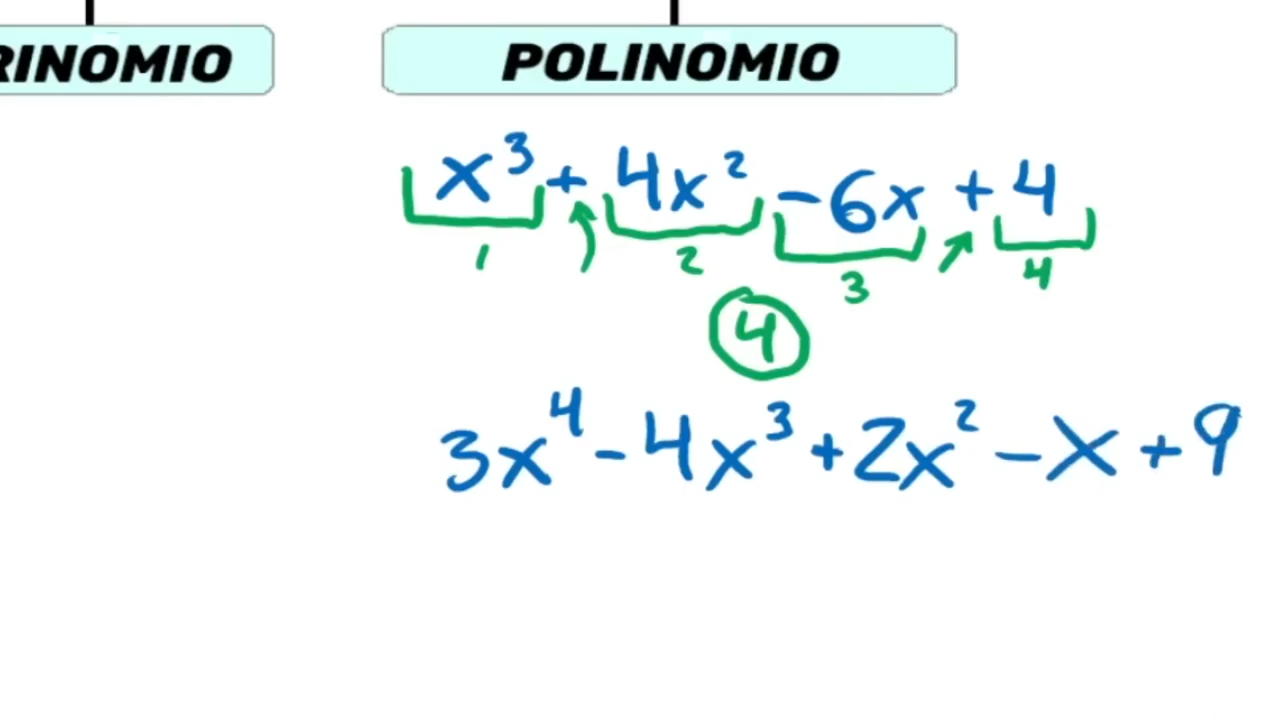 RINOMIO
POLINOMIO
x³ + 4x² - 6x + 4
1 2 3 4
4
3x⁴ - 4x³ + 2x² - x + 9